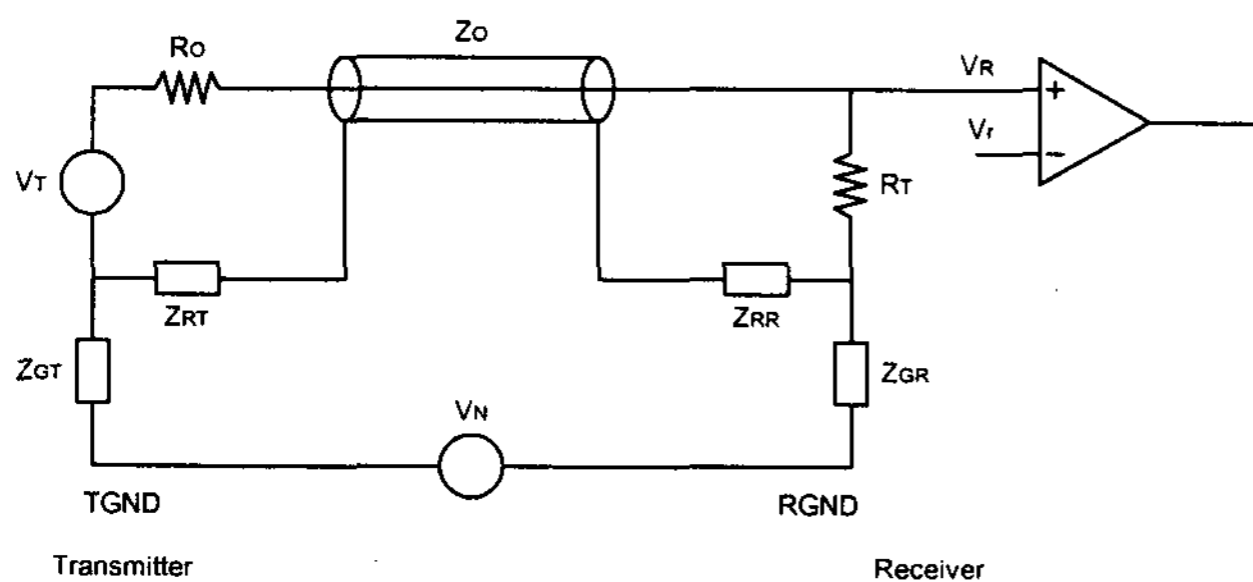 ZO
RO
VR
Vr
+
−
RT
VT
ZRT
ZRR
ZGT
ZGR
VN
TGND
RGND
Transmitter
Receiver